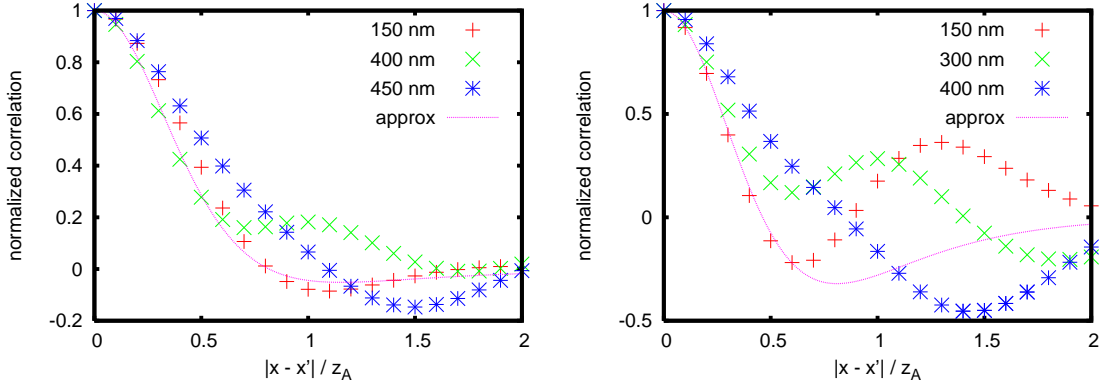 1
0.8
0.6
0.4
0.2
0
-0.2
normalized correlation
0 0.5 1 1.5 2
|x - x'| / z_A
150 nm
400 nm
450 nm
approx
1
0.5
0
-0.5
normalized correlation
0 0.5 1 1.5 2
|x - x'| / z_A
150 nm
300 nm
400 nm
approx